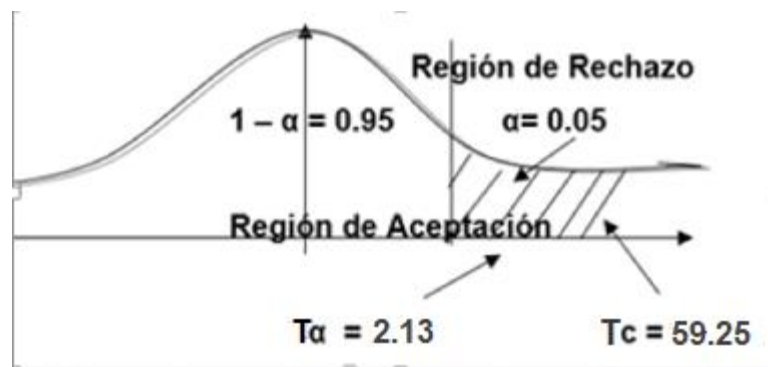 Región de Rechazo
1 – α = 0.95 α= 0.05
Región de Aceptación
Tα = 2.13 Tc = 59.25